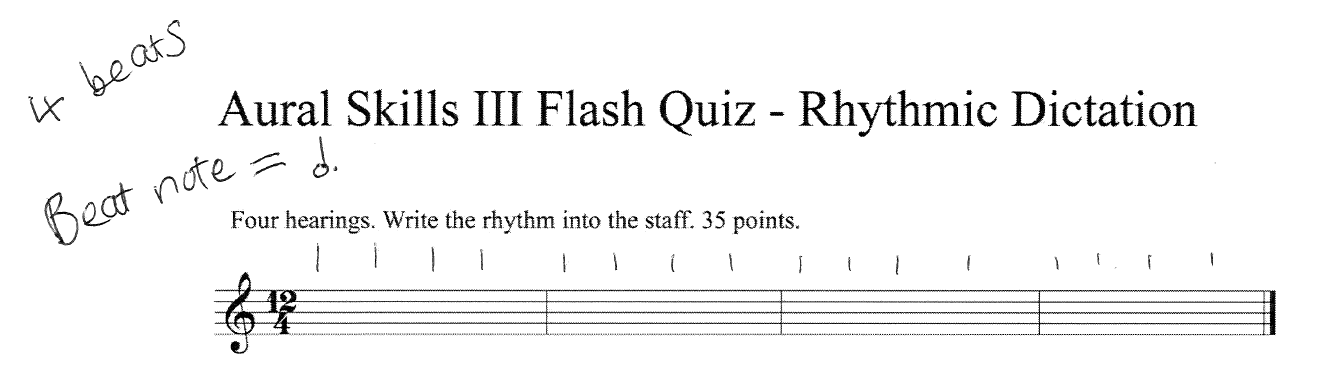 4 beats
Aural Skills III Flash Quiz - Rhythmic Dictation
Beat note = 𝅗𝅥.
Four hearings. Write the rhythm into the staff. 35 points.
12
4